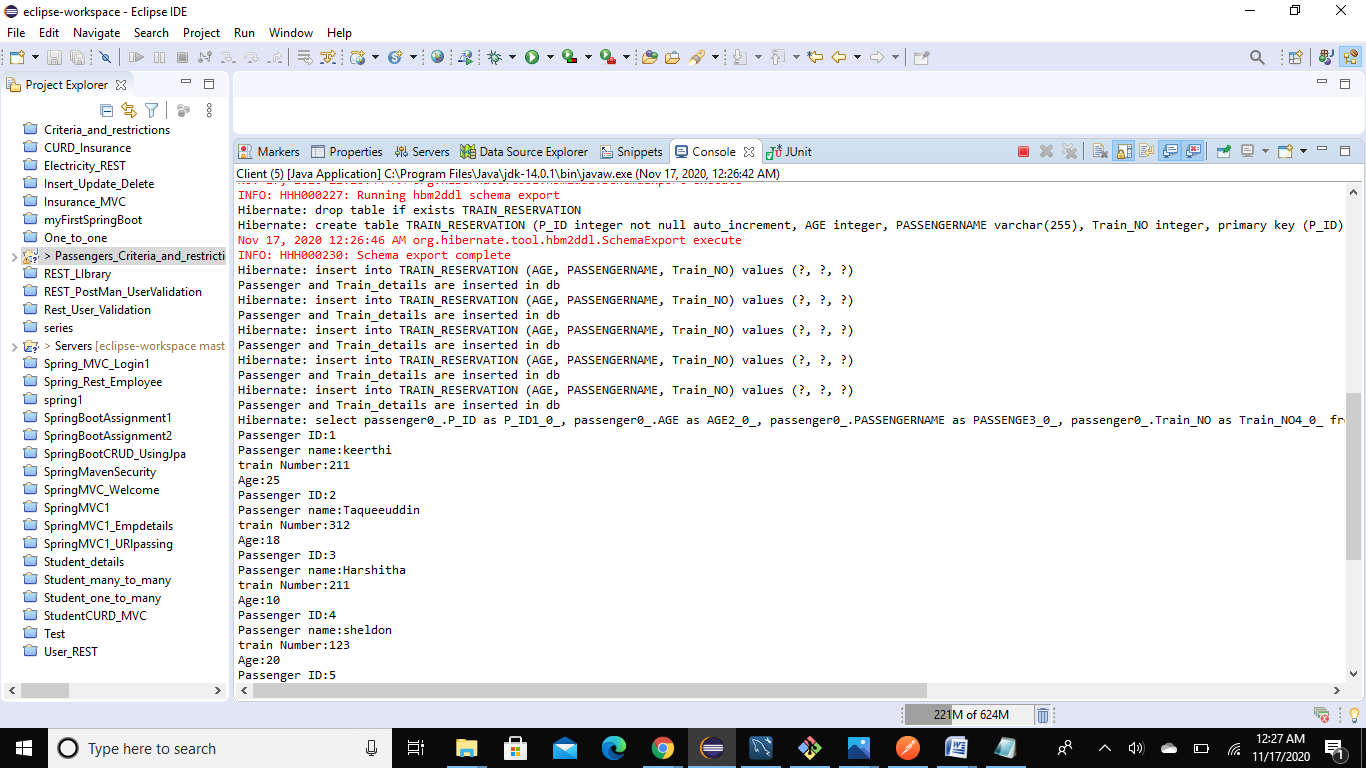 eclipse-workspace - Eclipse IDE
File Edit Navigate Search Project Run Window Help
Project Explorer
Criteria_and_restrictions
CURD_Insurance
Electricity_REST
Insert_Update_Delete
Insurance_MVC
myFirstSpringBoot
One_to_one
> Passengers_Criteria_and_restricti
REST_LIbrary
REST_PostMan_UserValidation
Rest_User_Validation
series
> Servers [eclipse-workspace mast
Spring_MVC_Login1
Spring_Rest_Employee
spring1
SpringBootAssignment1
SpringBootAssignment2
SpringBootCRUD_UsingJpa
SpringMavenSecurity
SpringMVC_Welcome
SpringMVC1
SpringMVC1_Empdetails
SpringMVC1_URIpassing
Student_details
Student_many_to_many
Student_one_to_many
StudentCURD_MVC
Test
User_REST
Markers Properties Servers Data Source Explorer Snippets Console JUnit
Client (5) [Java Application] C:\Program Files\Java\jdk-14.0.1\bin\javaw.exe (Nov 17, 2020, 12:26:42 AM)
INFO: HHH000227: Running hbm2ddl schema export
Hibernate: drop table if exists TRAIN_RESERVATION
Hibernate: create table TRAIN_RESERVATION (P_ID integer not null auto_increment, AGE integer, PASSENGERNAME varchar(255), Train_NO integer, primary key (P_ID)
Nov 17, 2020 12:26:46 AM org.hibernate.tool.hbm2ddl.SchemaExport execute
INFO: HHH000230: Schema export complete
Hibernate: insert into TRAIN_RESERVATION (AGE, PASSENGERNAME, Train_NO) values (?, ?, ?)
Passenger and Train_details are inserted in db
Hibernate: insert into TRAIN_RESERVATION (AGE, PASSENGERNAME, Train_NO) values (?, ?, ?)
Passenger and Train_details are inserted in db
Hibernate: insert into TRAIN_RESERVATION (AGE, PASSENGERNAME, Train_NO) values (?, ?, ?)
Passenger and Train_details are inserted in db
Hibernate: insert into TRAIN_RESERVATION (AGE, PASSENGERNAME, Train_NO) values (?, ?, ?)
Passenger and Train_details are inserted in db
Hibernate: insert into TRAIN_RESERVATION (AGE, PASSENGERNAME, Train_NO) values (?, ?, ?)
Passenger and Train_details are inserted in db
Hibernate: select passenger0_.P_ID as P_ID1_0_, passenger0_.AGE as AGE2_0_, passenger0_.PASSENGERNAME as PASSENGE3_0_, passenger0_.Train_NO as Train_NO4_0_ fr
Passenger ID:1
Passenger name:keerthi
train Number:211
Age:25
Passenger ID:2
Passenger name:Taqueeuddin
train Number:312
Age:18
Passenger ID:3
Passenger name:Harshitha
train Number:211
Age:10
Passenger ID:4
Passenger name:sheldon
train Number:123
Age:20
Passenger ID:5
221M of 624M
Type here to search
12:27 AM
11/17/2020
1